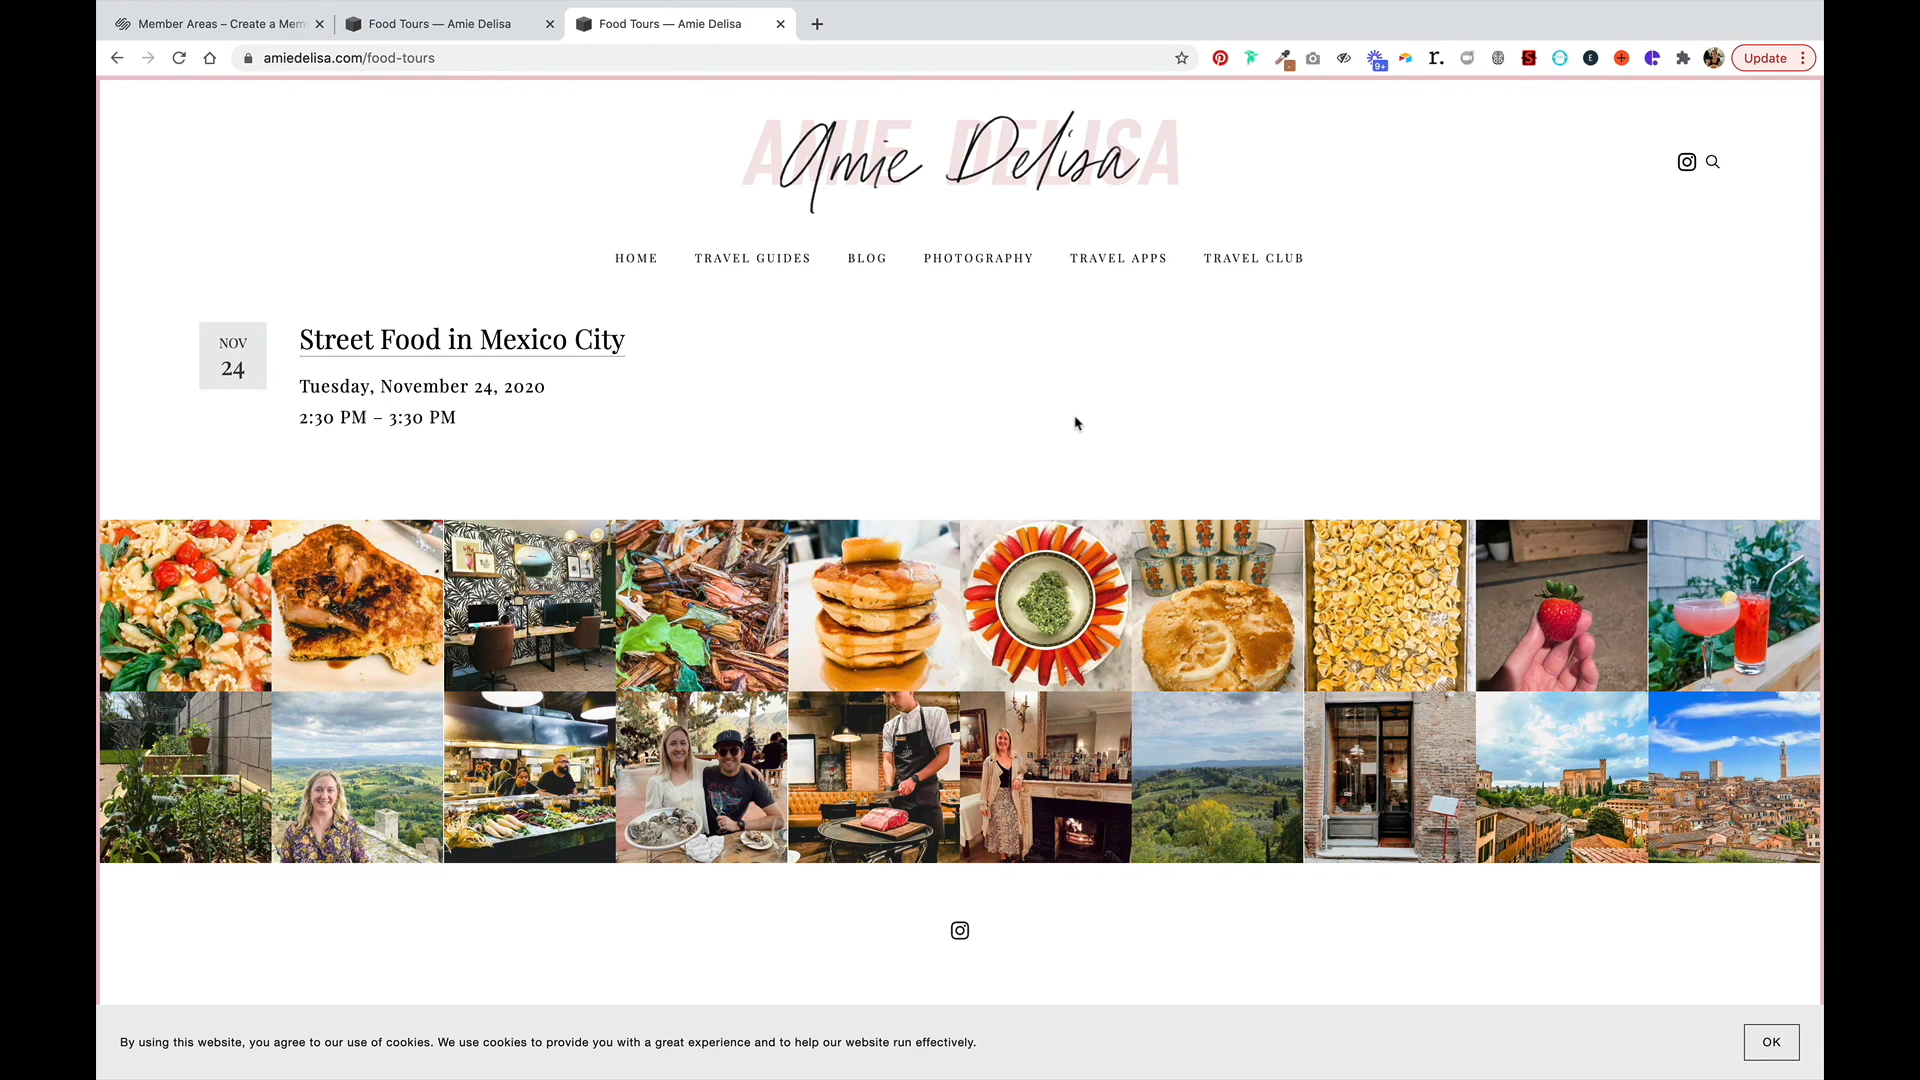 Member Areas – Create a Mem
Food Tours — Amie Delisa
Food Tours — Amie Delisa
amiedelisa.com/food-tours
9+
r.
S
E
Update
AMIE DELISA
Amie Delisa
HOME
TRAVEL GUIDES
BLOG
PHOTOGRAPHY
TRAVEL APPS
TRAVEL CLUB
NOV
24
Street Food in Mexico City
Tuesday, November 24, 2020
2:30 PM – 3:30 PM
By using this website, you agree to our use of cookies. We use cookies to provide you with a great experience and to help our website run effectively.
OK